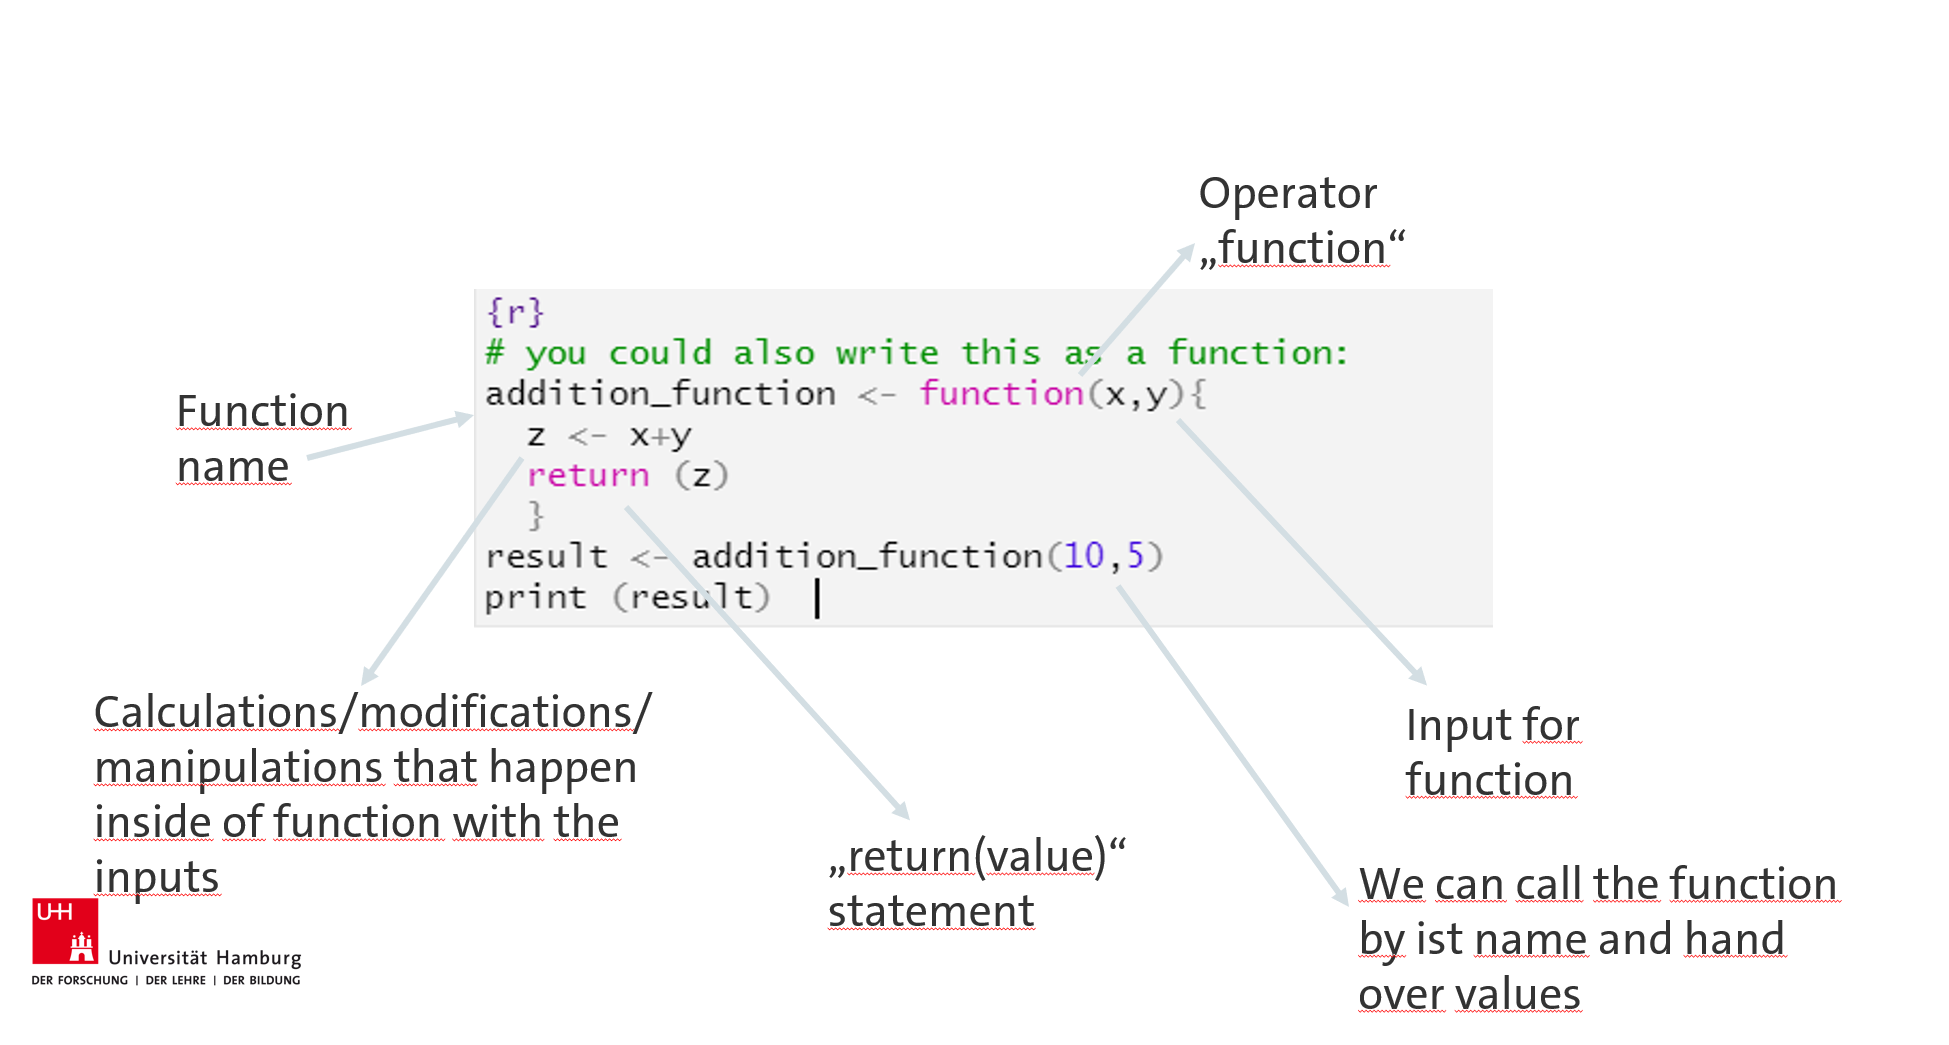 Operator
„function“
{r}
# you could also write this as a function:
addition_function <- function(x,y){
z <- x+y
return (z)
}
result <- addition_function(10,5)
print (result)
Function
name
Calculations/modifications/
manipulations that happen
inside of function with the
inputs
„return(value)“
statement
Input for
function
We can call the function
by ist name and hand
over values
UH
Universität Hamburg
DER FORSCHUNG | DER LEHRE | DER BILDUNG